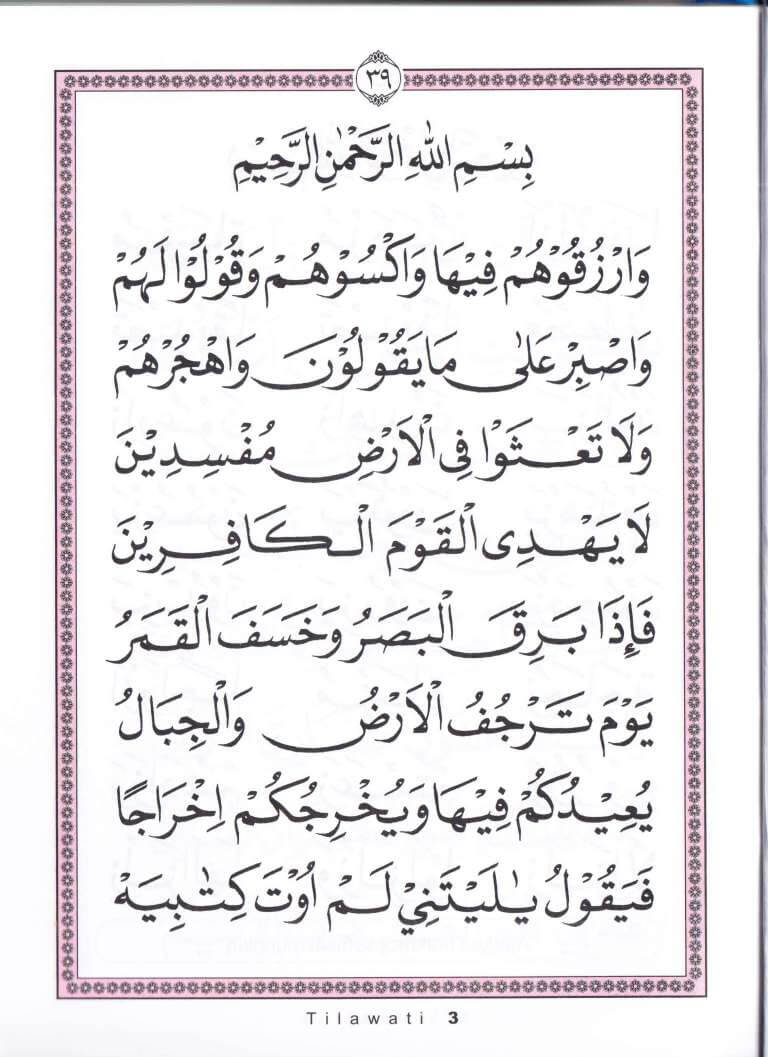 ٣٩
بِسْمِ اللّٰهِ الرَّحْمٰنِ الرَّحِيْمِ
وَارْزُقُوْهُمْ فِيْهَا وَاكْسُوْهُمْ وَقُوْلُوْا لَهُمْ
وَاصْبِرْ عَلٰى مَا يَقُوْلُوْنَ وَاهْجُرْهُمْ
وَلَا تَعْثَوْا فِى الْاَرْضِ مُفْسِدِيْنَ
لَا يَهْدِى الْقَوْمَ الْكَافِرِيْنَ
فَاِذَا بَرِقَ الْبَصَرُ وَخَسَفَ الْقَمَرُ
يَوْمَ تَرْجُفُ الْاَرْضُ وَالْجِبَالُ
يُعِيْدُكُمْ فِيْهَا وَيُخْرِجُكُمْ اِخْرَاجًا
فَيَقُوْلُ يٰلَيْتَنِيْ لَمْ اُوْتَ كِتٰبِيَهْ
Tilawati 3